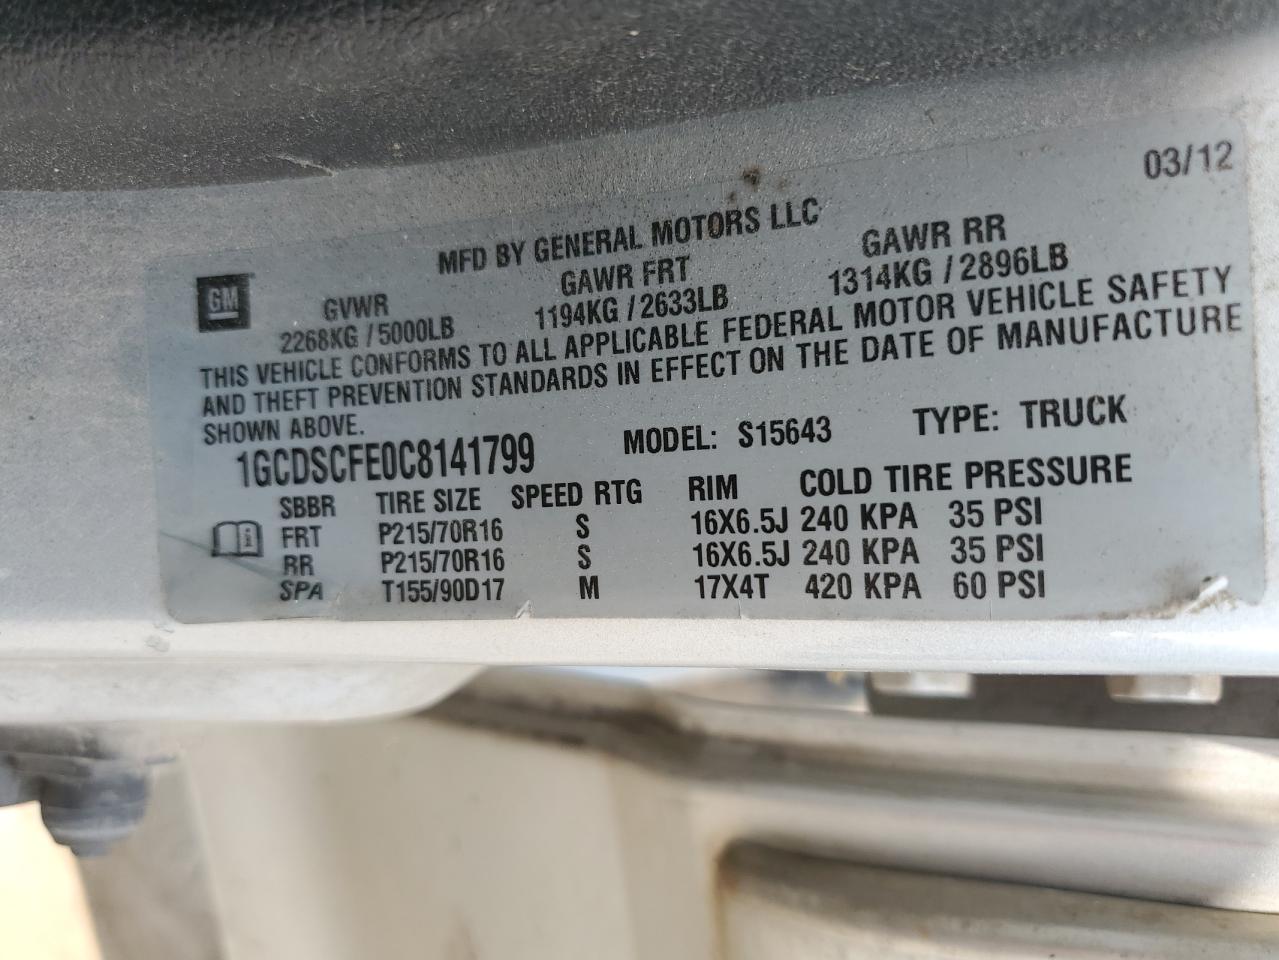 03/12
MFD BY GENERAL MOTORS LLC
GM
GVWR GAWR FRT GAWR RR
2268KG / 5000LB 1194KG / 2633LB 1314KG / 2896LB
THIS VEHICLE CONFORMS TO ALL APPLICABLE FEDERAL MOTOR VEHICLE SAFETY
AND THEFT PREVENTION STANDARDS IN EFFECT ON THE DATE OF MANUFACTURE
SHOWN ABOVE.
1GCDSCFE0C8141799 MODEL: S15643 TYPE: TRUCK
SBBR TIRE SIZE SPEED RTG RIM COLD TIRE PRESSURE
FRT P215/70R16 S 16X6.5J 240 KPA 35 PSI
RR P215/70R16 S 16X6.5J 240 KPA 35 PSI
SPA T155/90D17 M 17X4T 420 KPA 60 PSI